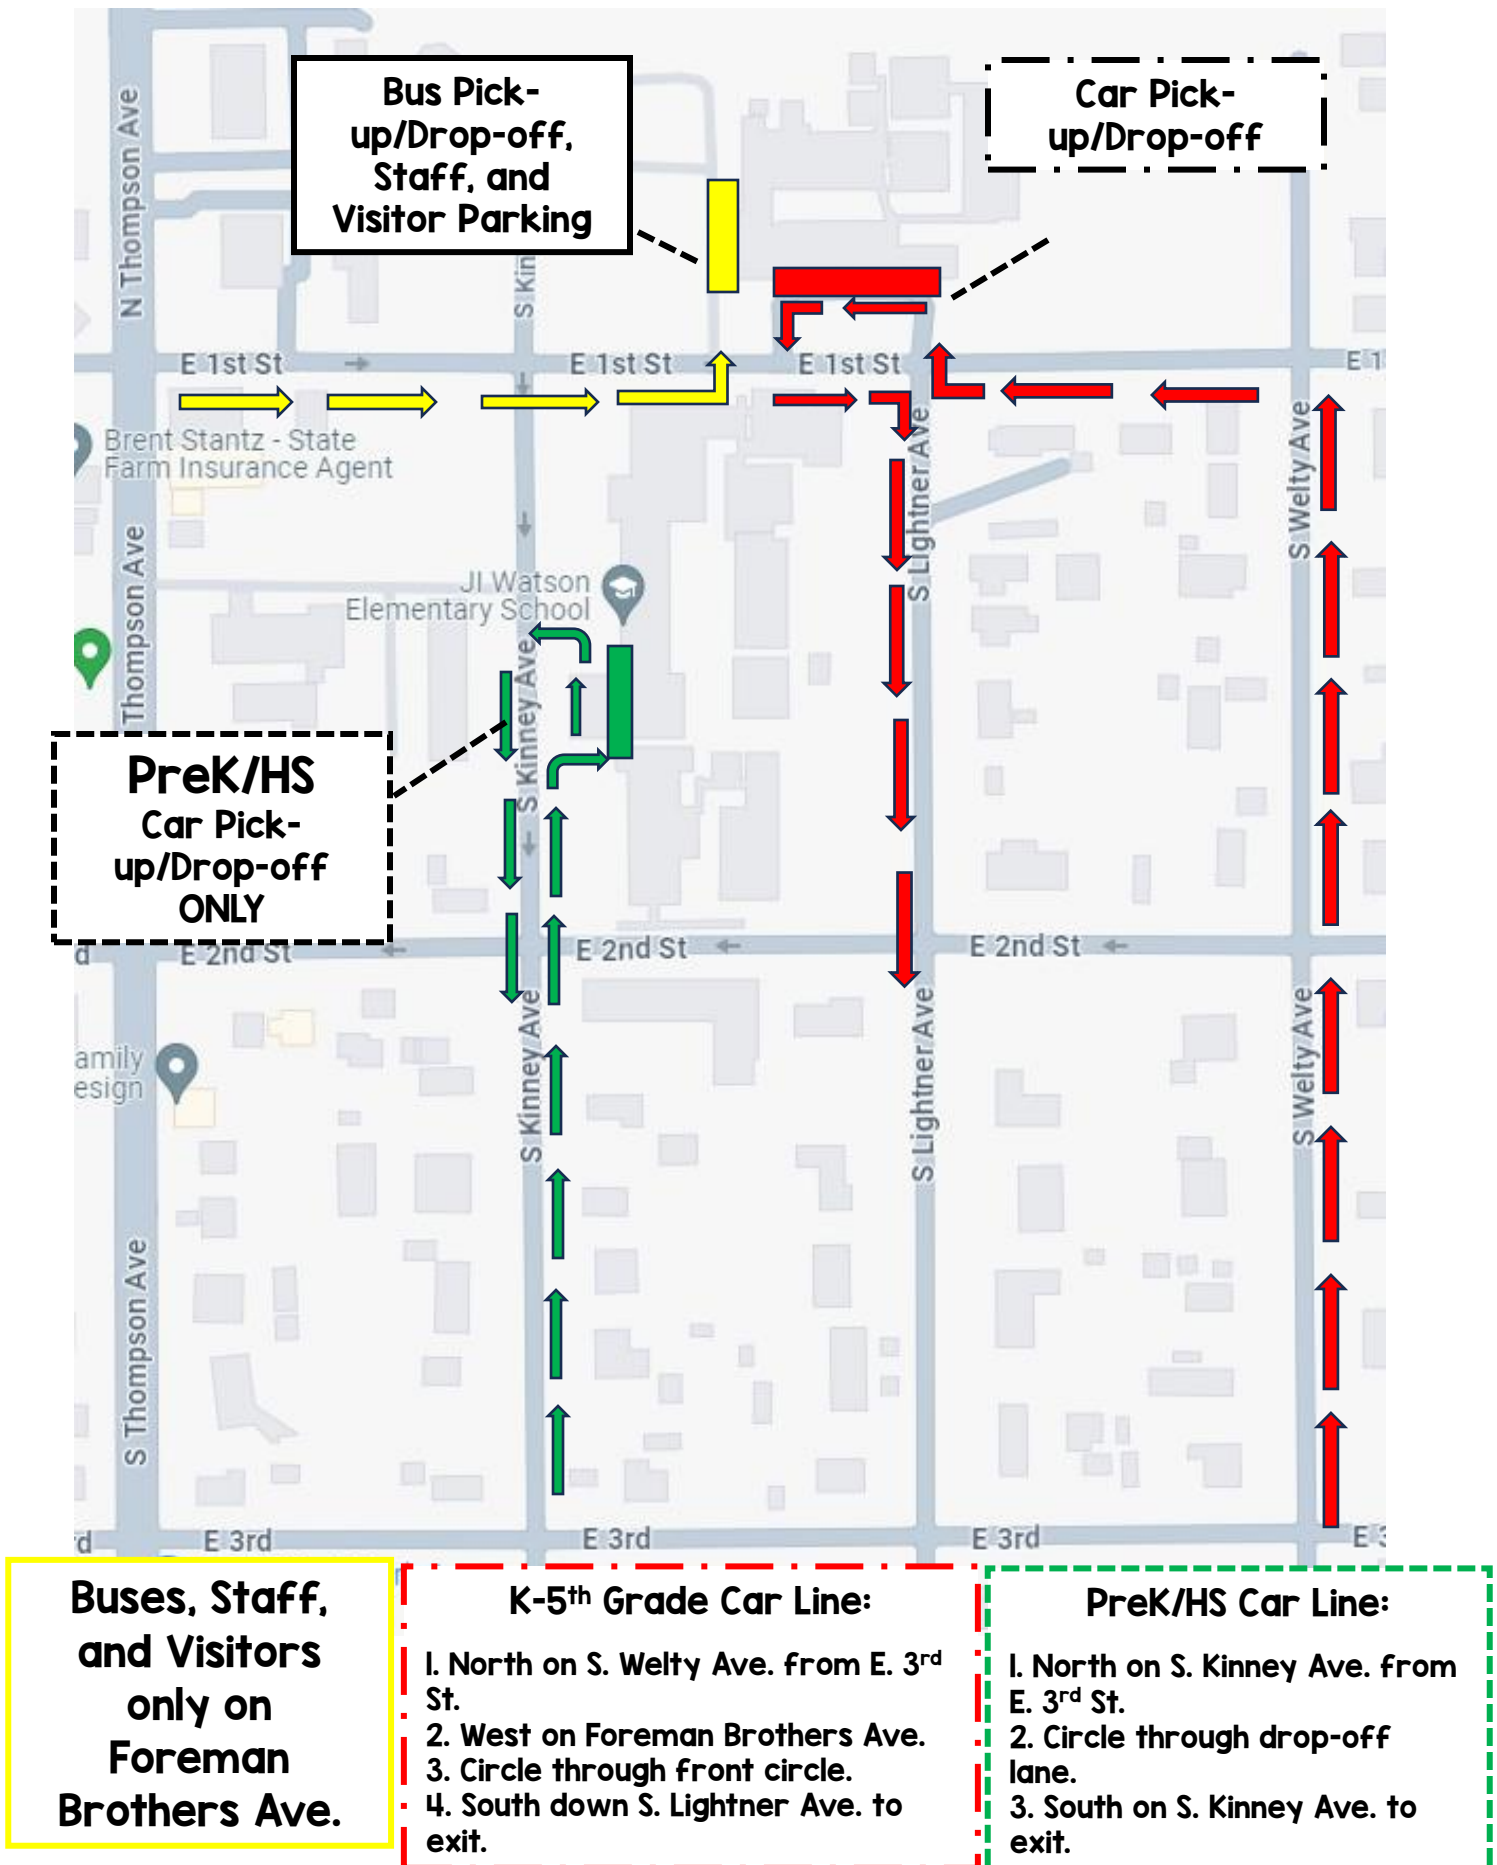 Bus Pick-
up/Drop-off,
Staff, and
Visitor Parking
Car Pick-
up/Drop-off
N Thompson Ave
S Kin
E 1st St
E 1st St
E 1st St
E 1
Brent Stantz - State
Farm Insurance Agent
S Lightner Ave
S Welty Ave
Thompson Ave
JI Watson
Elementary School
S Kinney Ave
PreK/HS
Car Pick-
up/Drop-off
ONLY
d
E 2nd St
E 2nd St
E 2nd St
amily
esign
S Kinney Ave
S Lightner Ave
S Welty Ave
S Thompson Ave
rd
E 3rd
E 3rd
E 3rd
E 3
Buses, Staff,
and Visitors
only on
Foreman
Brothers Ave.
K-5th Grade Car Line:
1. North on S. Welty Ave. from E. 3rd
St.
2. West on Foreman Brothers Ave.
3. Circle through front circle.
4. South down S. Lightner Ave. to
exit.
PreK/HS Car Line:
1. North on S. Kinney Ave. from
E. 3rd St.
2. Circle through drop-off
lane.
3. South on S. Kinney Ave. to
exit.